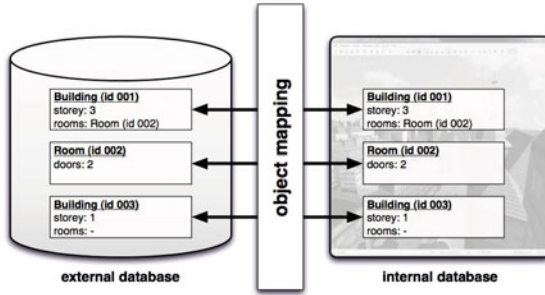 Building (id 001)
storey: 3
rooms: Room (id 002)
Room (id 002)
doors: 2
Building (id 003)
storey: 1
rooms: -
external database
object mapping
Building (id 001)
storey: 3
rooms: Room (id 002)
Room (id 002)
doors: 2
Building (id 003)
storey: 1
rooms: -
internal database